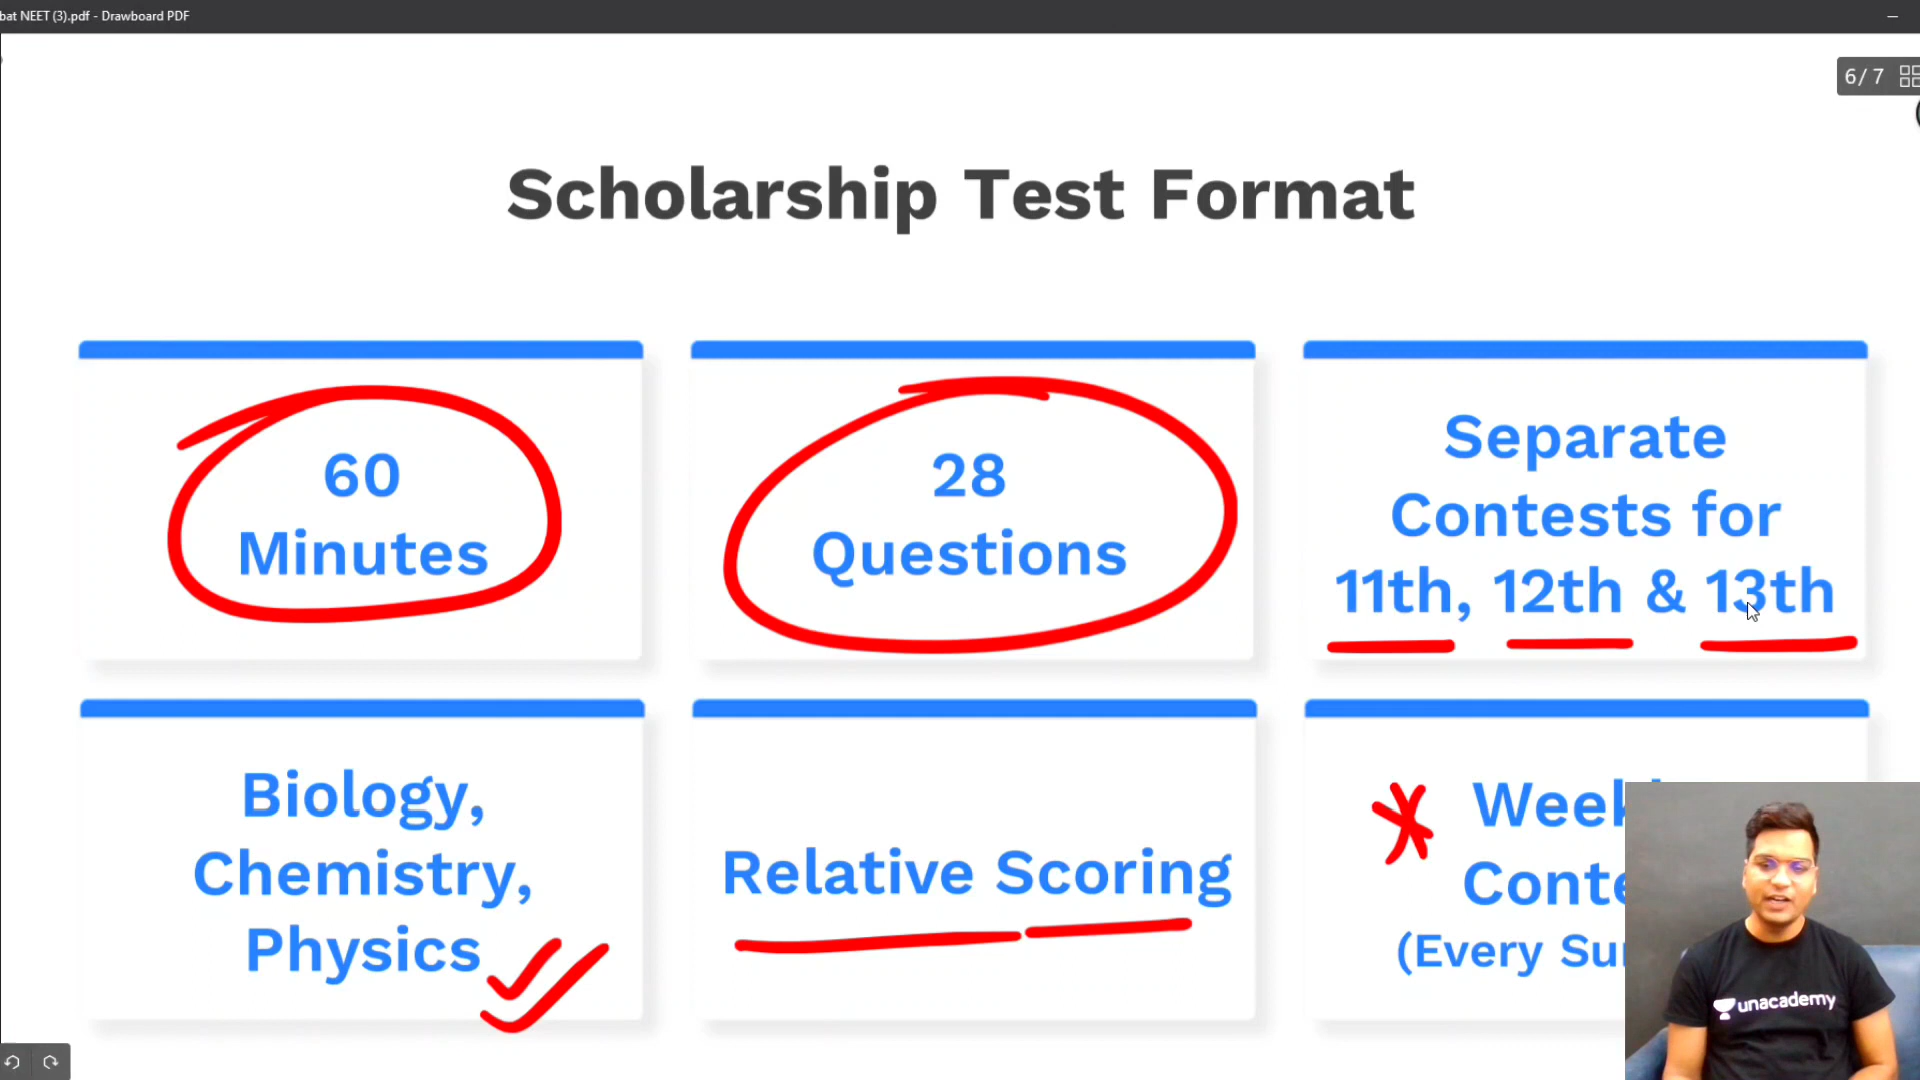 bat NEET (3).pdf - Drawboard PDF
6/ 7
Scholarship Test Format
60
Minutes
28
Questions
Separate
Contests for
11th, 12th & 13th
Biology,
Chemistry,
Physics
Relative Scoring
(Every
unacademy